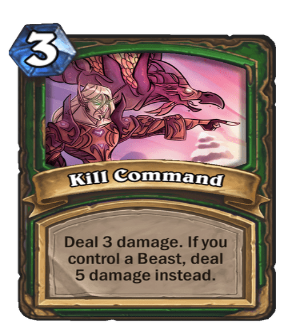 3
Kill Command
Deal 3 damage. If you
control a Beast, deal
5 damage instead.